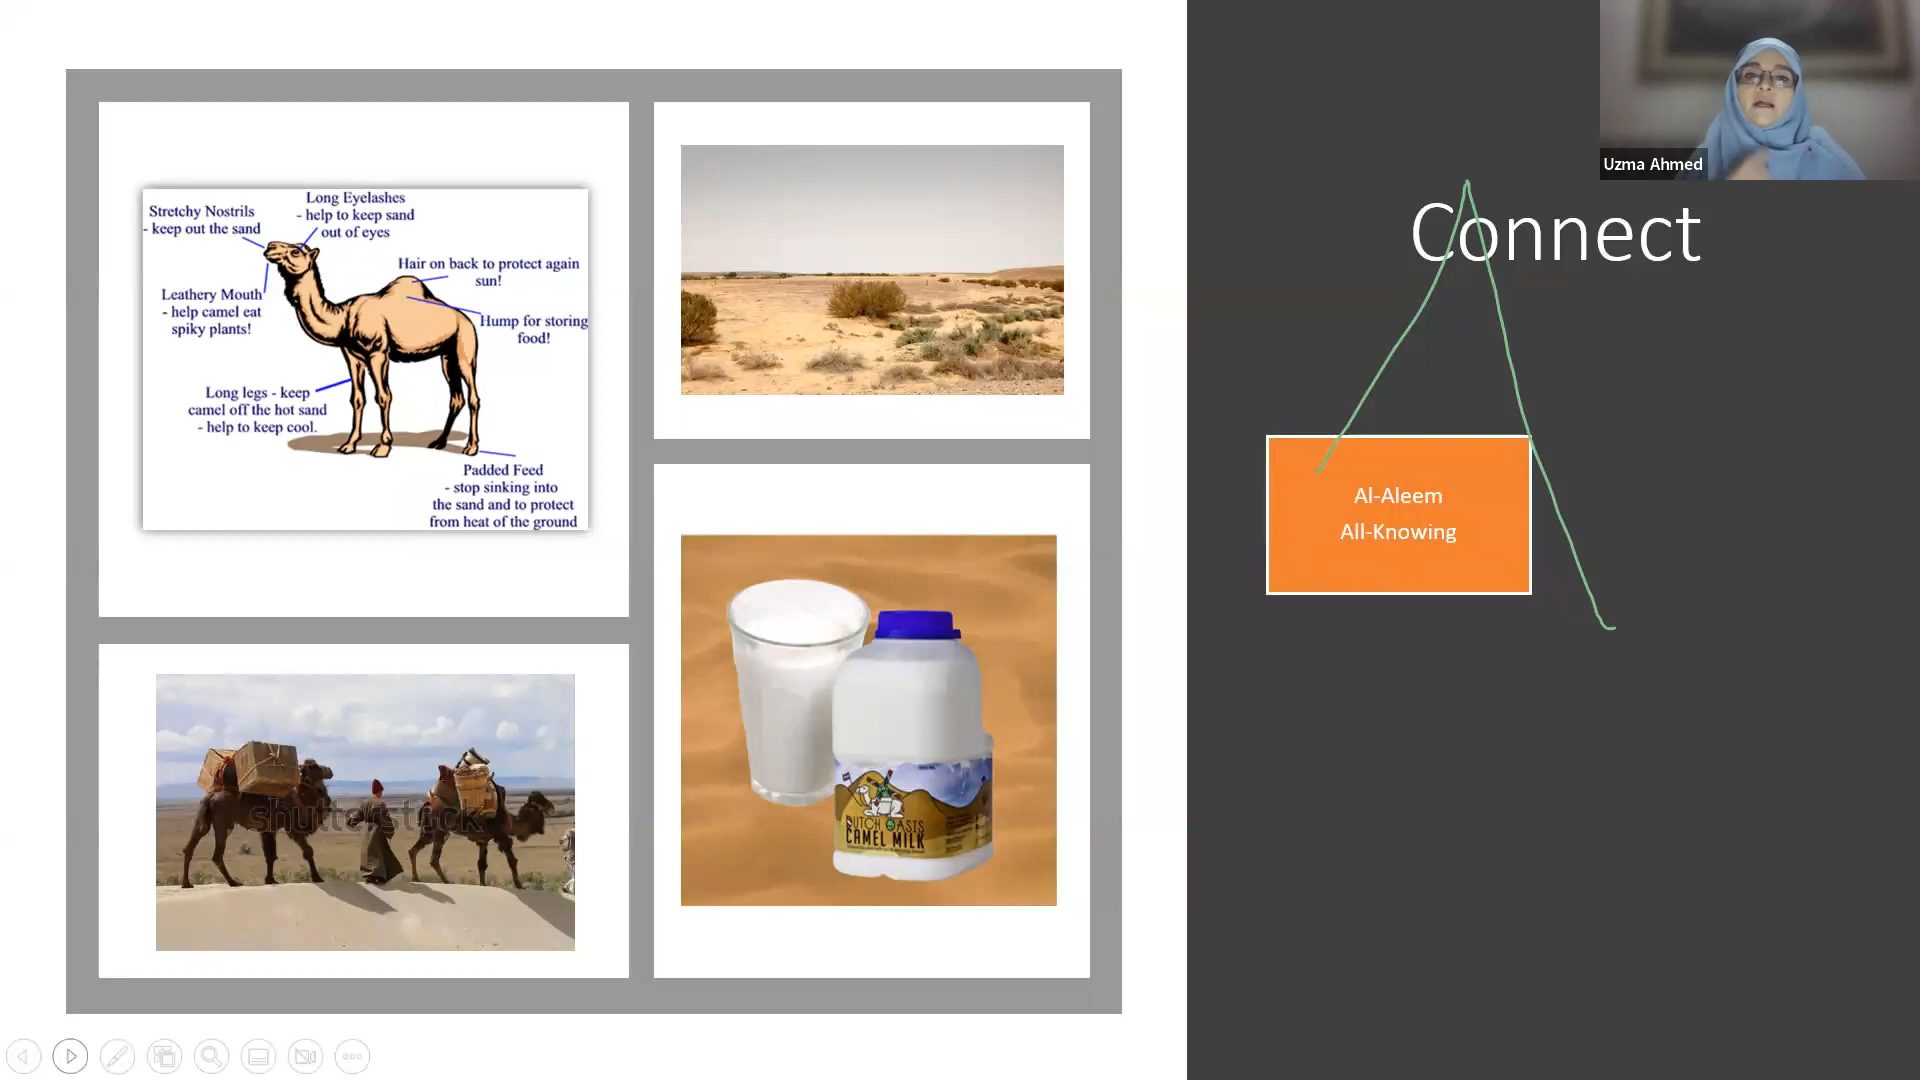 Stretchy Nostrils
- keep out the sand
Long Eyelashes
- help to keep sand
out of eyes
Hair on back to protect again
sun!
Leathery Mouth
- help camel eat
spiky plants!
Hump for storing
food!
Long legs - keep
camel off the hot sand
- help to keep cool.
Padded Feed
- stop sinking into
the sand and to protect
from heat of the ground
shutterstock
DUTCH OASIS
CAMEL MILK
Uzma Ahmed
Connect
Al-Aleem
All-Knowing